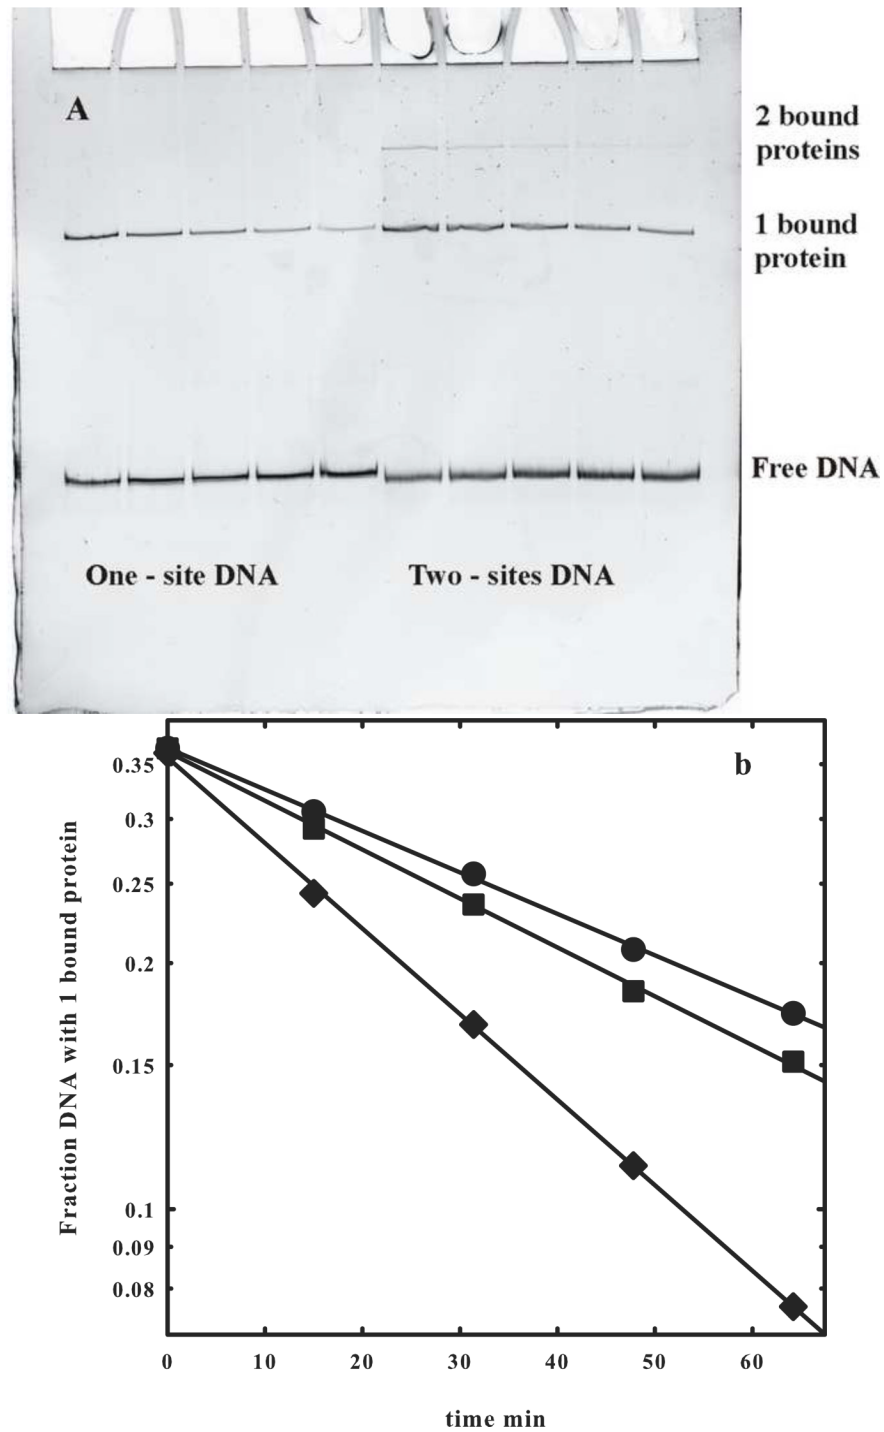 A
2 bound
proteins
1 bound
protein
Free DNA
One - site DNA
Two - sites DNA
b
Fraction DNA with 1 bound protein
0.35
0.3
0.25
0.2
0.15
0.1
0.09
0.08
0 10 20 30 40 50 60
time min